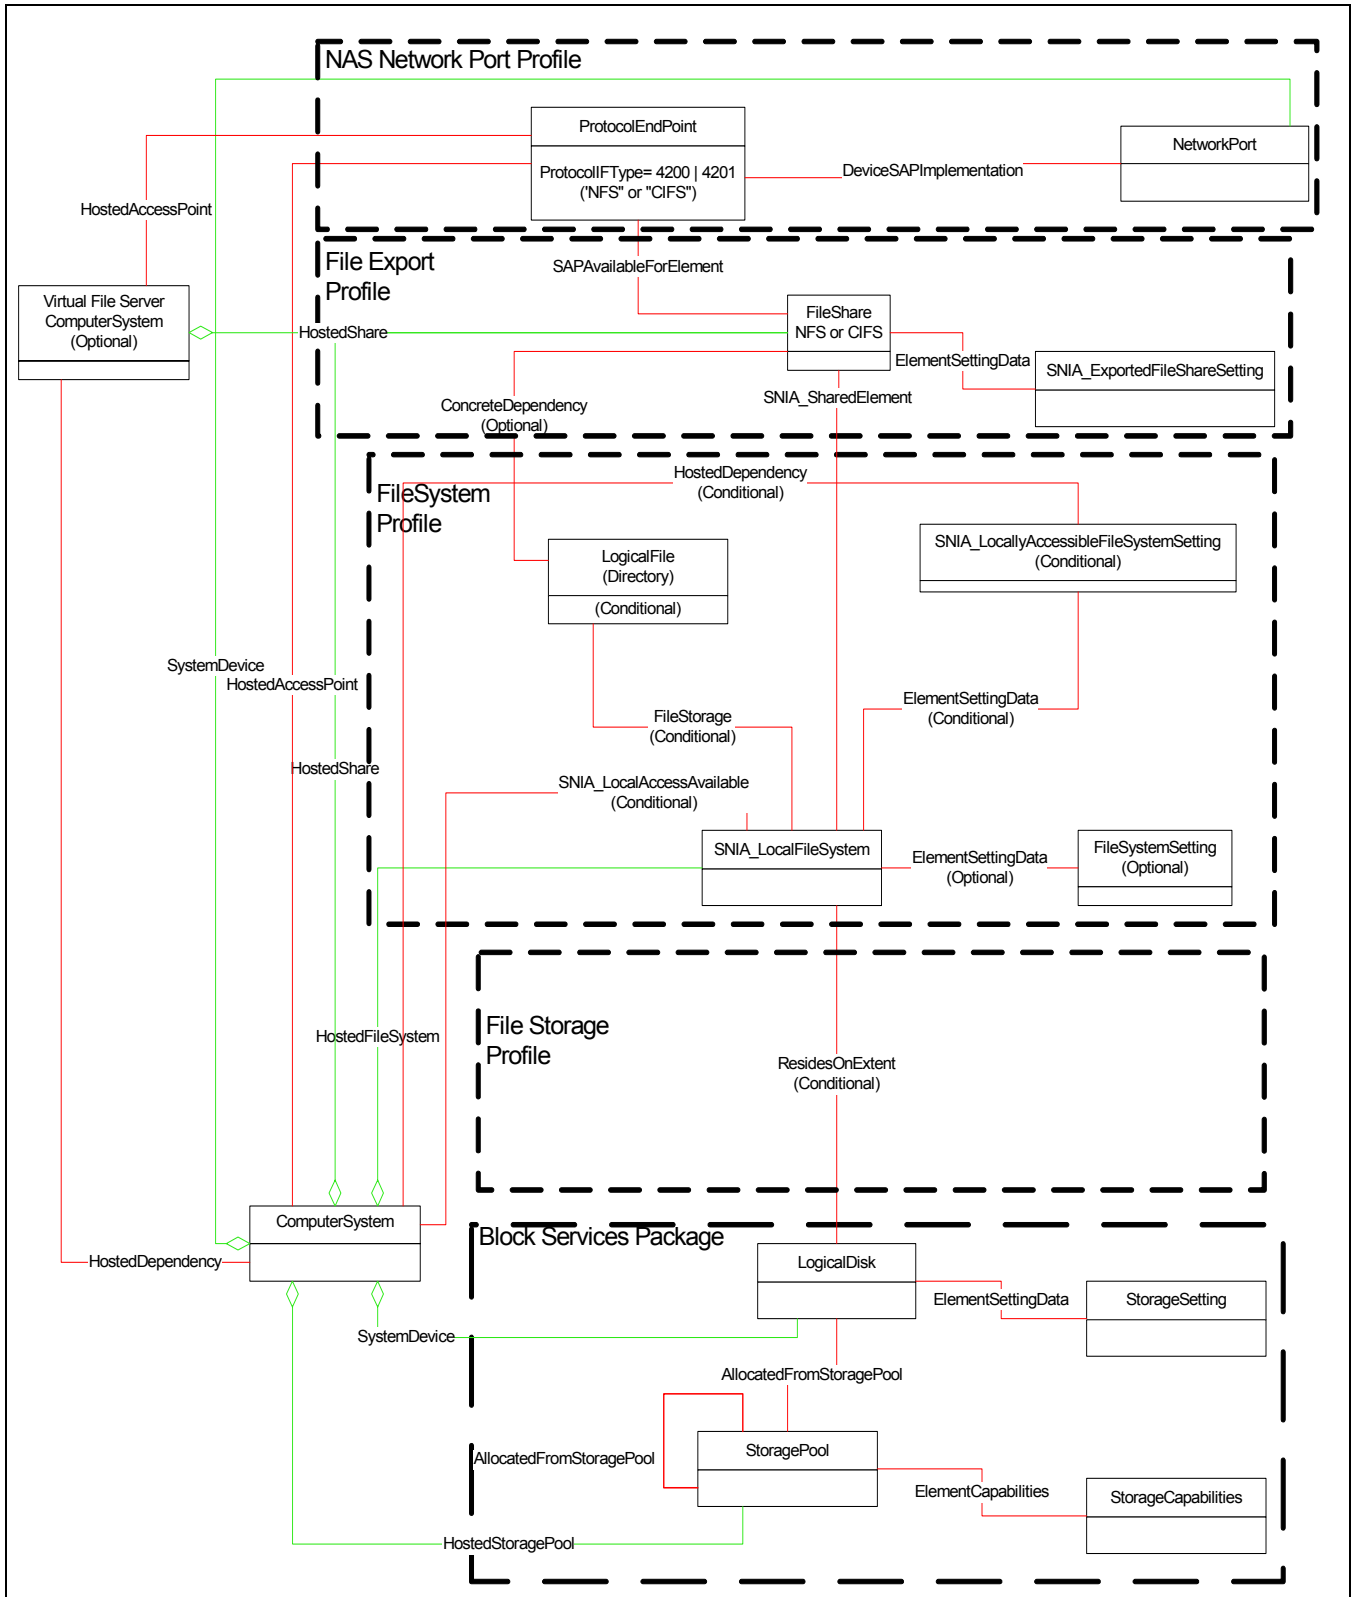 NAS Network Port Profile
ProtocolEndPoint
ProtocolIFType= 4200 | 4201
("NFS" or "CIFS")
DeviceSAPImplementation
NetworkPort
HostedAccessPoint
File Export
Profile
SAPAvailableForElement
Virtual File Server
ComputerSystem
(Optional)
HostedShare
FileShare
NFS or CIFS
ElementSettingData
SNIA_ExportedFileShareSetting
ConcreteDependency
(Optional)
SNIA_SharedElement
FileSystem
Profile
HostedDependency
(Conditional)
LogicalFile
(Directory)
(Conditional)
SNIA_LocallyAccessibleFileSystemSetting
(Conditional)
SystemDevice
HostedAccessPoint
ElementSettingData
(Conditional)
FileStorage
(Conditional)
HostedShare
SNIA_LocalAccessAvailable
(Conditional)
SNIA_LocalFileSystem
ElementSettingData
(Optional)
FileSystemSetting
(Optional)
File Storage
Profile
HostedFileSystem
ResidesOnExtent
(Conditional)
ComputerSystem
HostedDependency
Block Services Package
LogicalDisk
ElementSettingData
StorageSetting
SystemDevice
AllocatedFromStoragePool
AllocatedFromStoragePool
StoragePool
ElementCapabilities
StorageCapabilities
HostedStoragePool